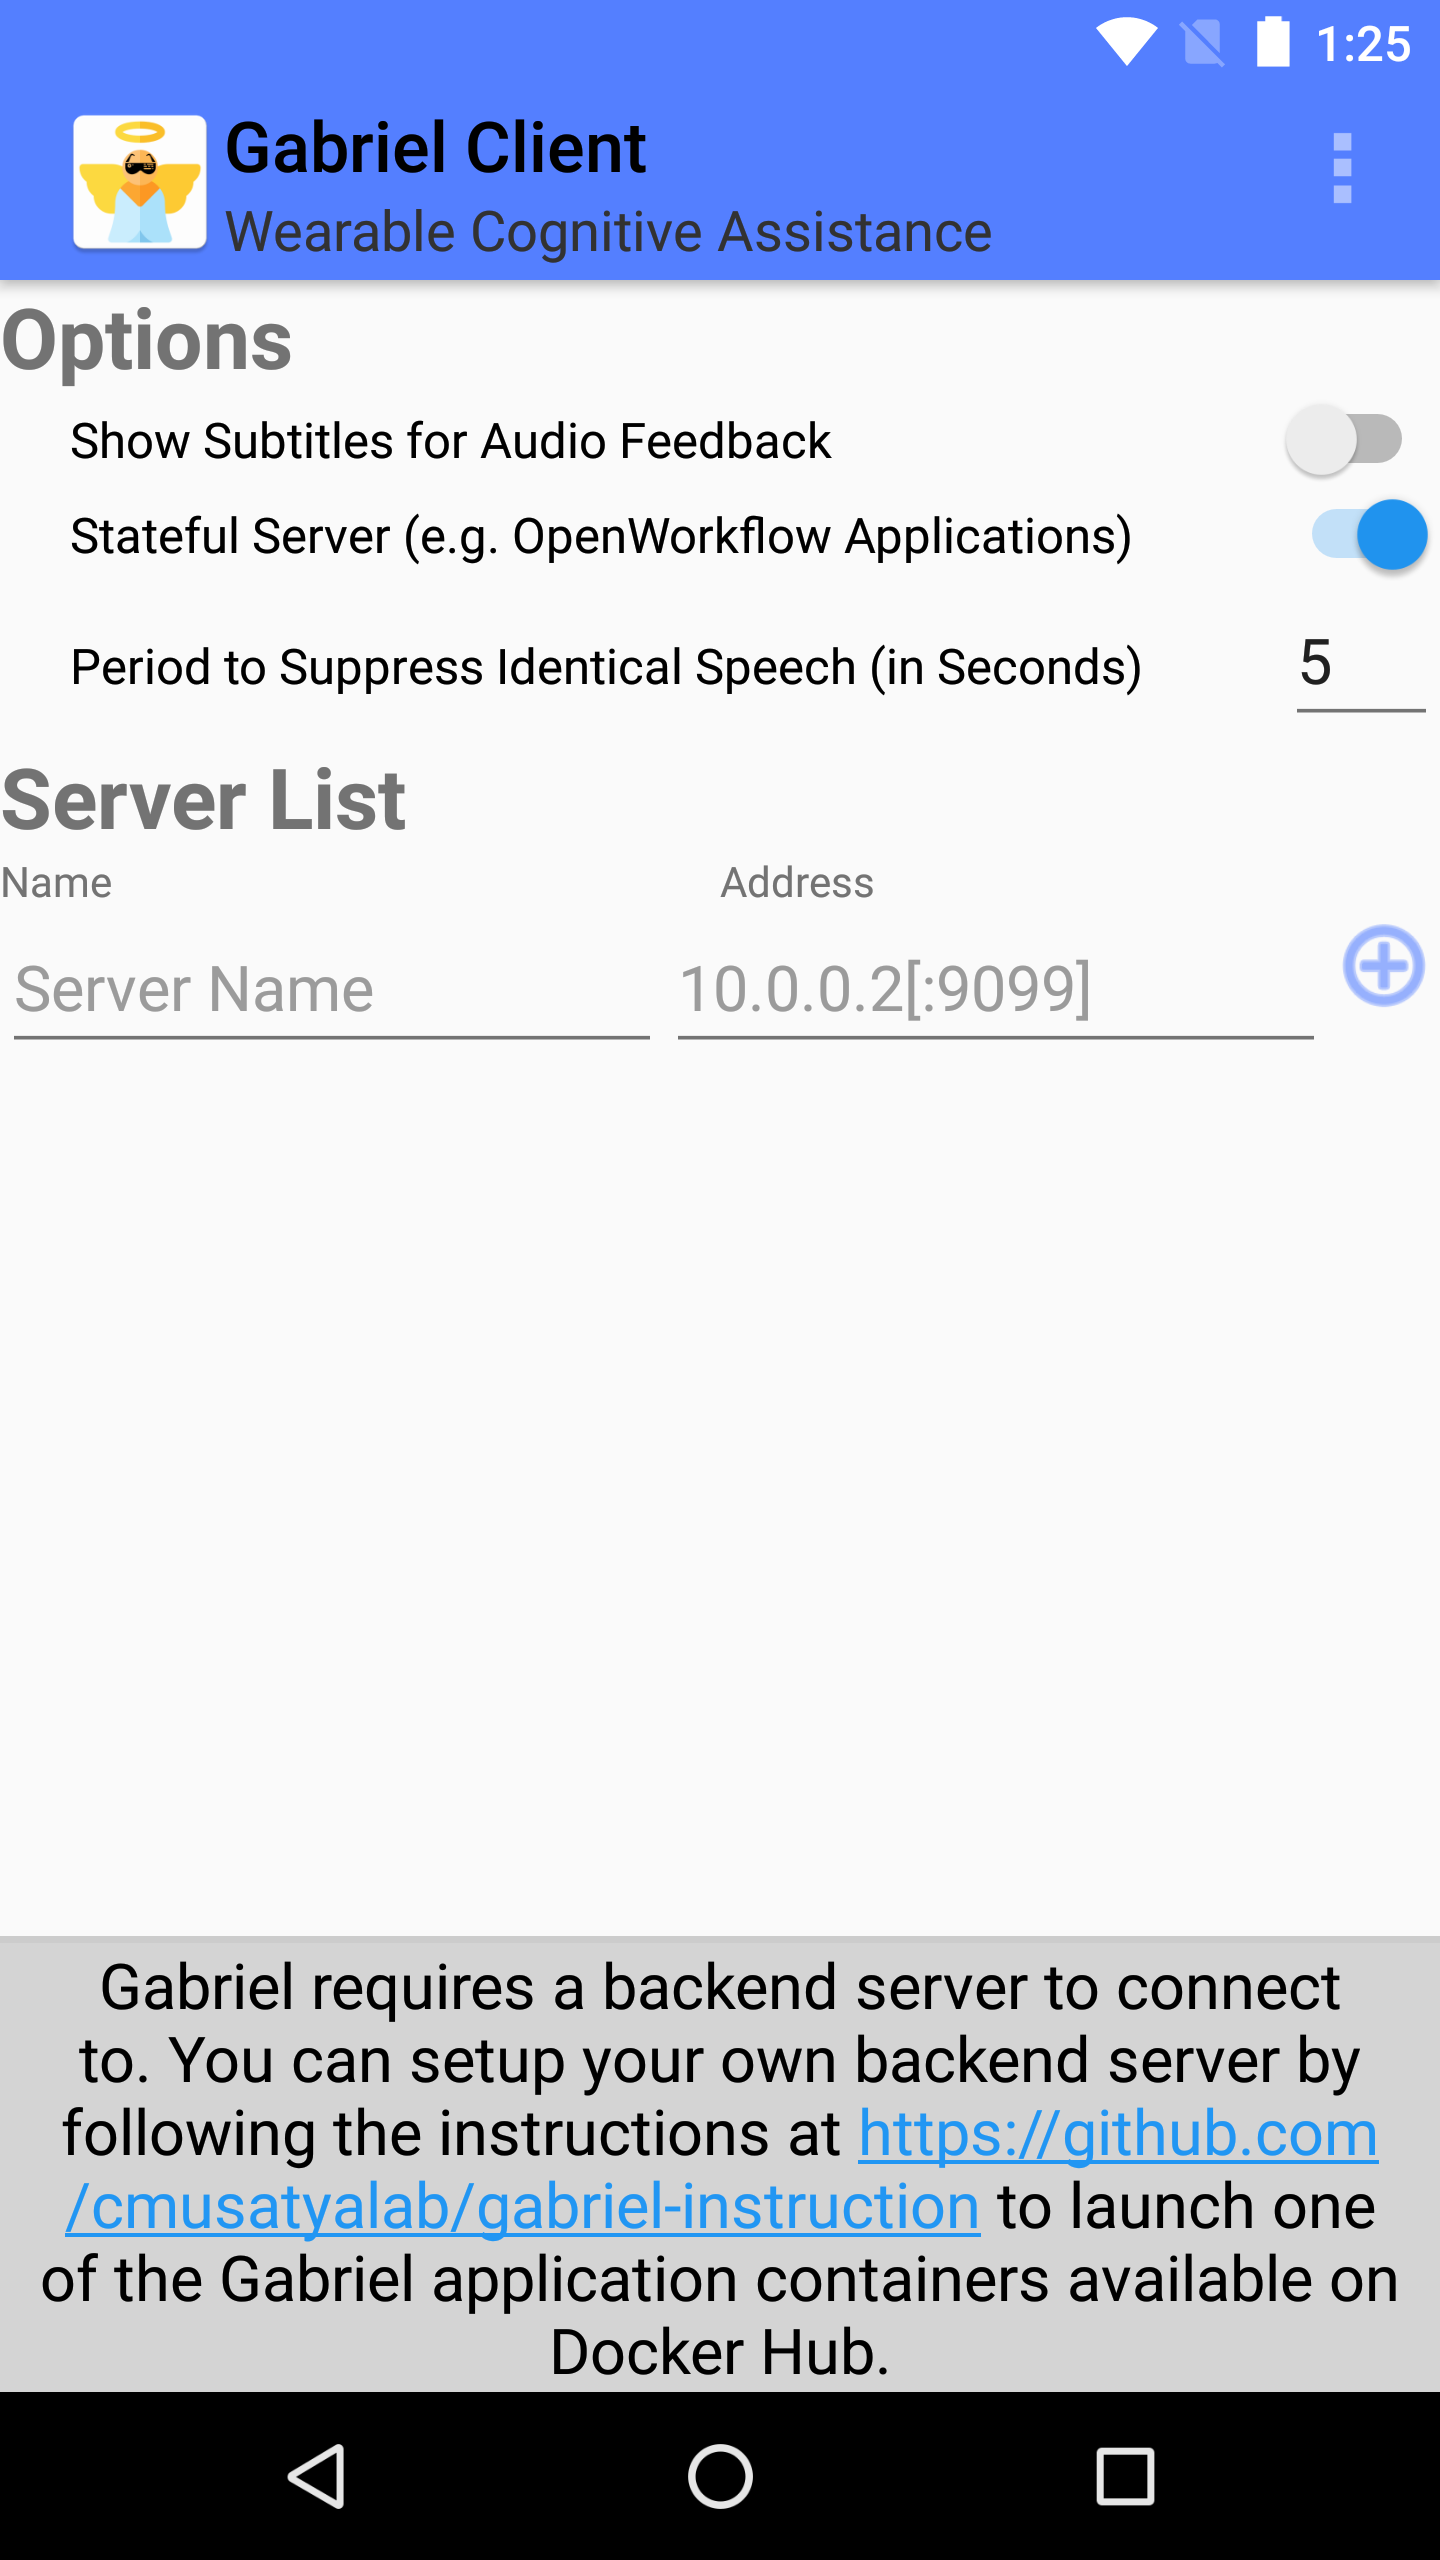 1:25
Gabriel Client
Wearable Cognitive Assistance
Options
Show Subtitles for Audio Feedback
Stateful Server (e.g. OpenWorkflow Applications)
Period to Suppress Identical Speech (in Seconds) 5
Server List
Name Address
Server Name 10.0.0.2[:9099]
Gabriel requires a backend server to connect
to. You can setup your own backend server by
following the instructions at https://github.com
/cmusatyalab/gabriel-instruction to launch one
of the Gabriel application containers available on
Docker Hub.